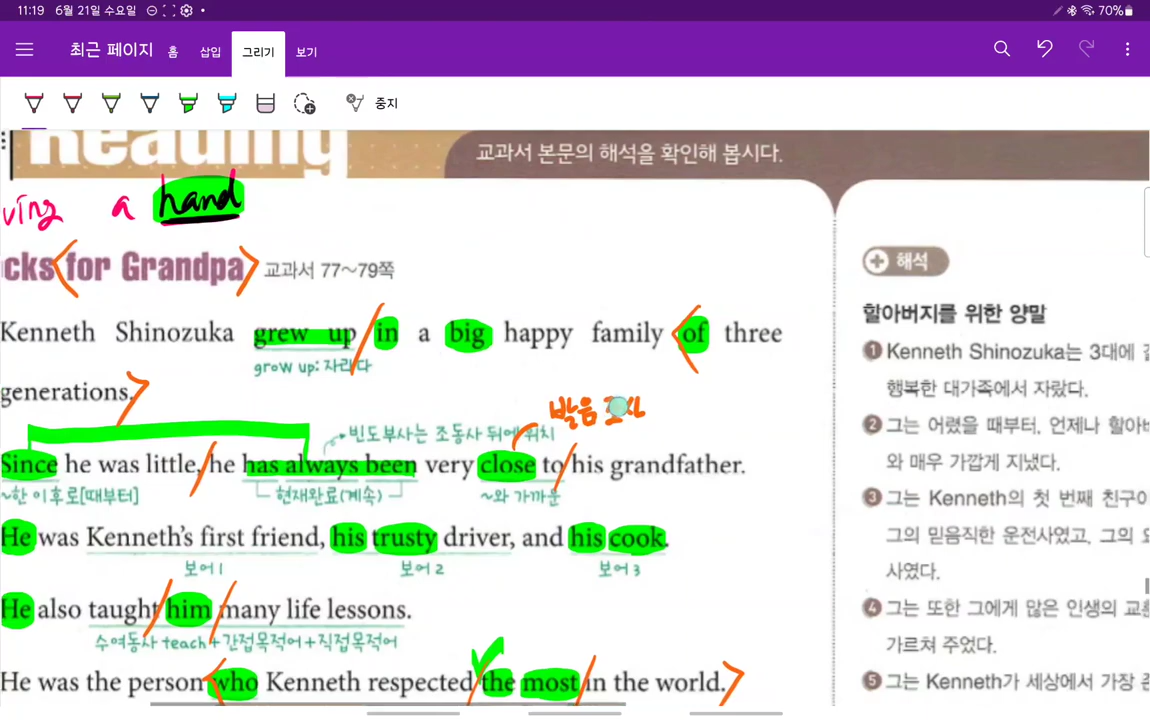 11:19 6월 21일 수요일 70%
최근 페이지 홈 삽입 그리기 보기
중지
Reading
교과서 본문의 해석을 확인해 봅시다.
ving a hand
cks for Grandpa 교과서 77~79쪽
Kenneth Shinozuka grew up in a big happy family of three
grow up: 자라다
generations.
발음 조심
빈도부사는 조동사 뒤에 위치
Since he was little, he has always been very close to his grandfather.
~한 이후로[때부터] 현재완료(계속) ~와 가까운
He was Kenneth's first friend, his trusty driver, and his cook.
보어1 보어2 보어3
He also taught him many life lessons.
수여동사 teach+간접목적어+직접목적어
He was the person who Kenneth respected the most in the world.
해석
할아버지를 위한 양말
1 Kenneth Shinozuka는 3대에
행복한 대가족에서 자랐다.
2 그는 어렸을 때부터, 언제나 할아버
와 매우 가깝게 지냈다.
3 그는 Kenneth의 첫 번째 친구이
그의 믿음직한 운전사였고, 그의 요
사였다.
4 그는 또한 그에게 많은 인생의 교훈
가르쳐 주었다.
5 그는 Kenneth가 세상에서 가장 존